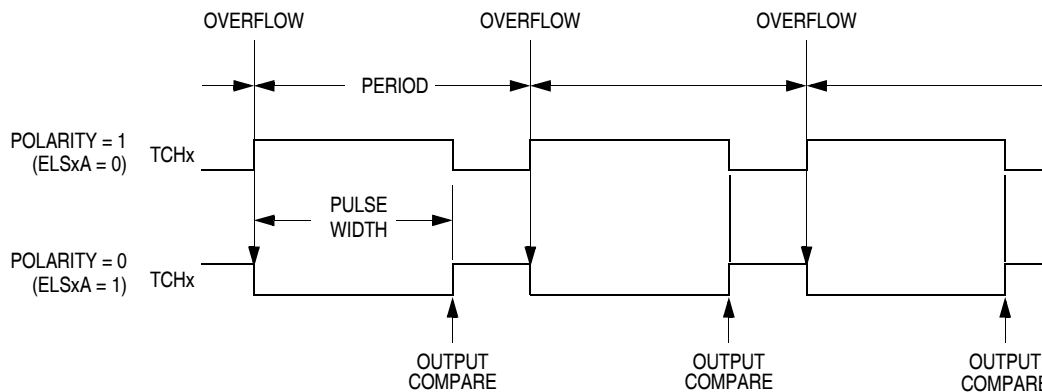 OVERFLOW OVERFLOW OVERFLOW
PERIOD
POLARITY = 1
(ELSxA = 0)
TCHx
PULSE
WIDTH
POLARITY = 0
(ELSxA = 1)
TCHx
OUTPUT
COMPARE
OUTPUT
COMPARE
OUTPUT
COMPARE